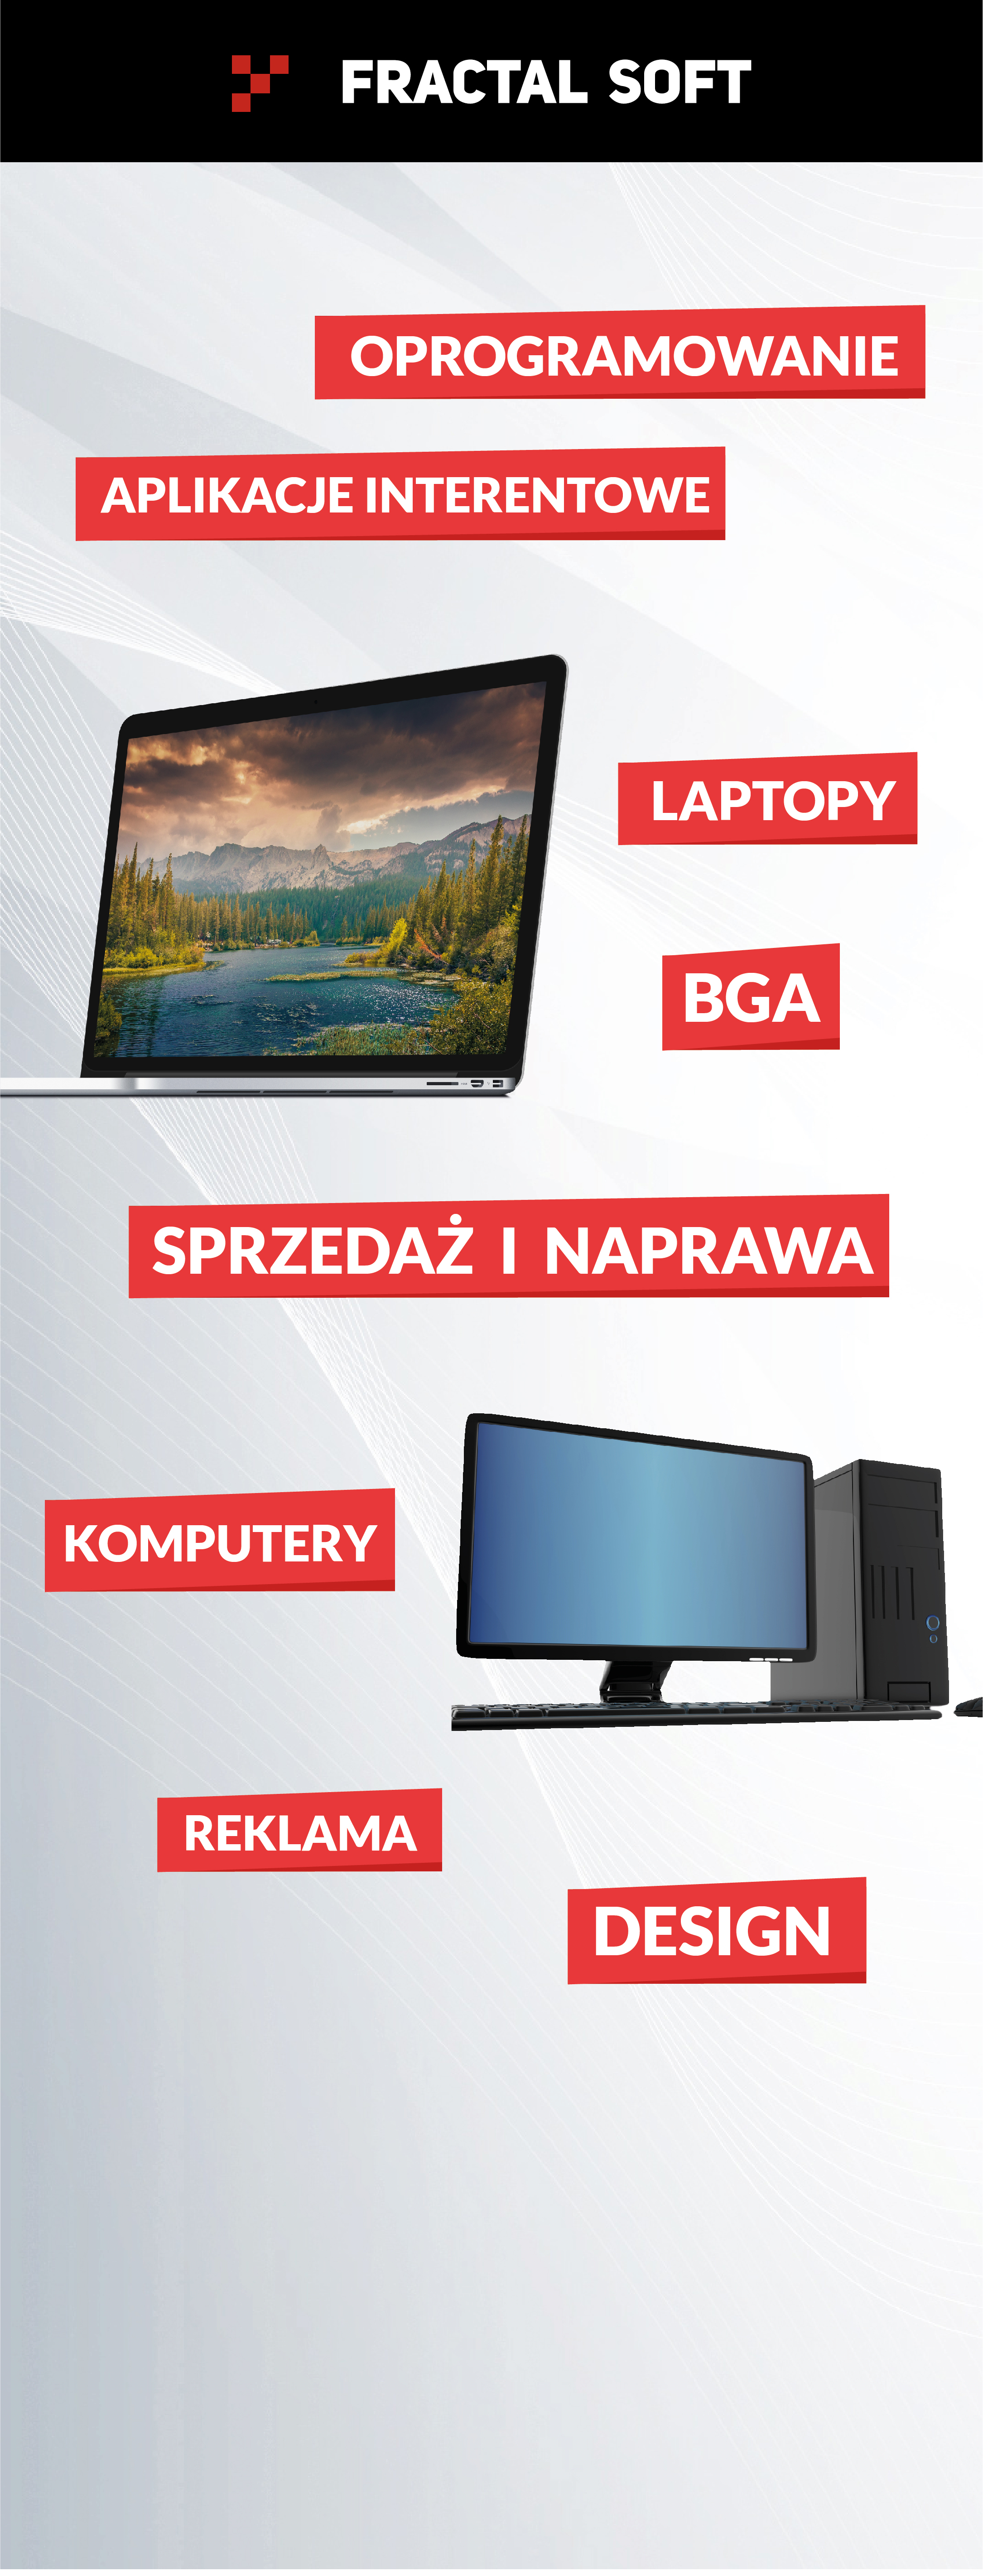 FRACTAL SOFT
OPROGRAMOWANIE
APLIKACJE INTERENTOWE
LAPTOPY
BGA
SPRZEDAŻ I NAPRAWA
KOMPUTERY
REKLAMA
DESIGN